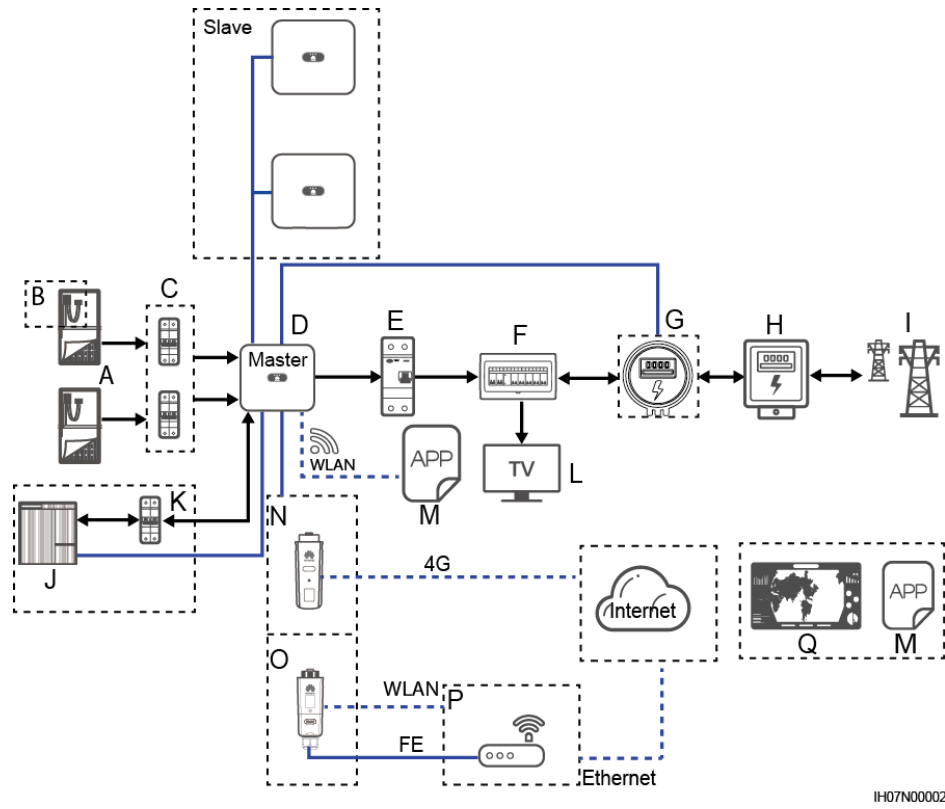 Slave
B
C
D
E
F
G
H
I
A
Master
WLAN
APP
M
TV
L
K
J
N
4G
Internet
APP
Q
M
O
WLAN
P
FE
Ethernet
IH07N00002